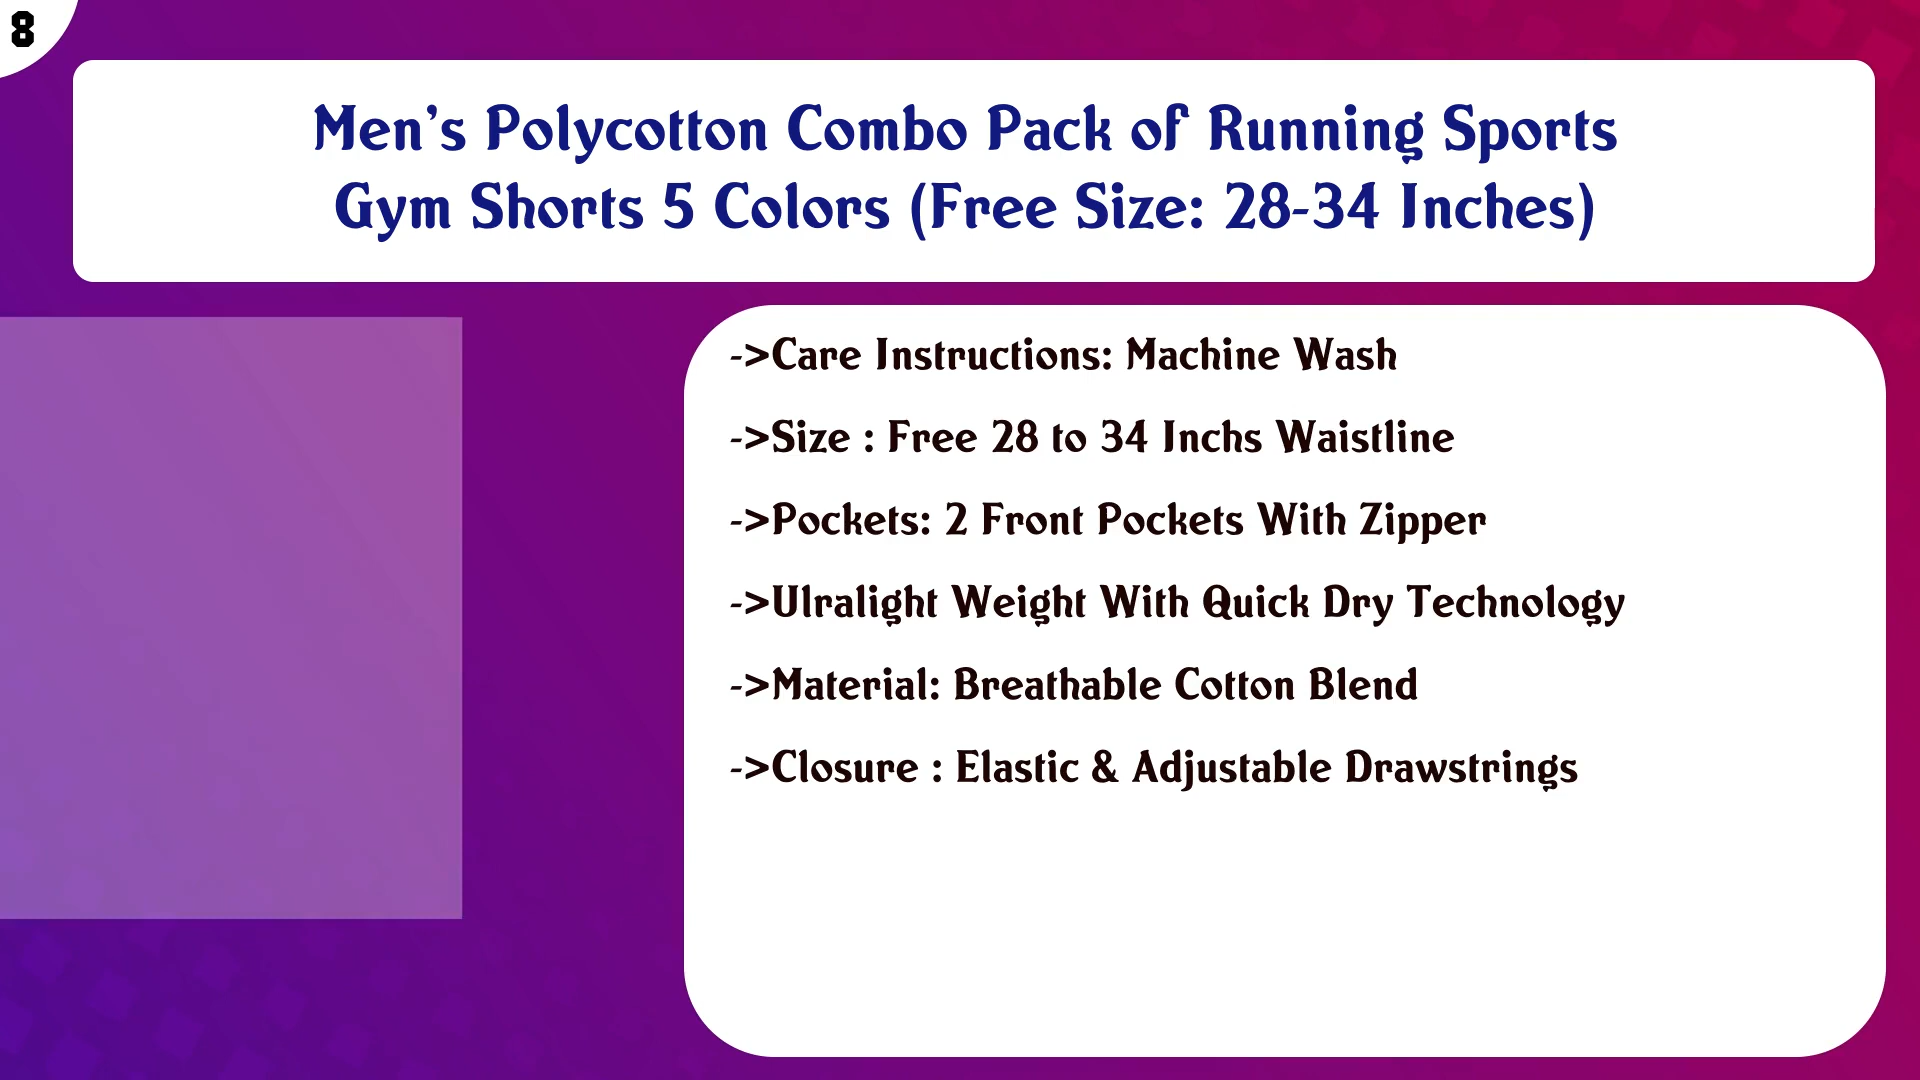 8
Men's Polycotton Combo Pack of Running Sports
Gym Shorts 5 Colors (Free Size: 28-34 Inches)
->Care Instructions: Machine Wash
->Size : Free 28 to 34 Inchs Waistline
->Pockets: 2 Front Pockets With Zipper
->Ulralight Weight With Quick Dry Technology
->Material: Breathable Cotton Blend
->Closure : Elastic & Adjustable Drawstrings